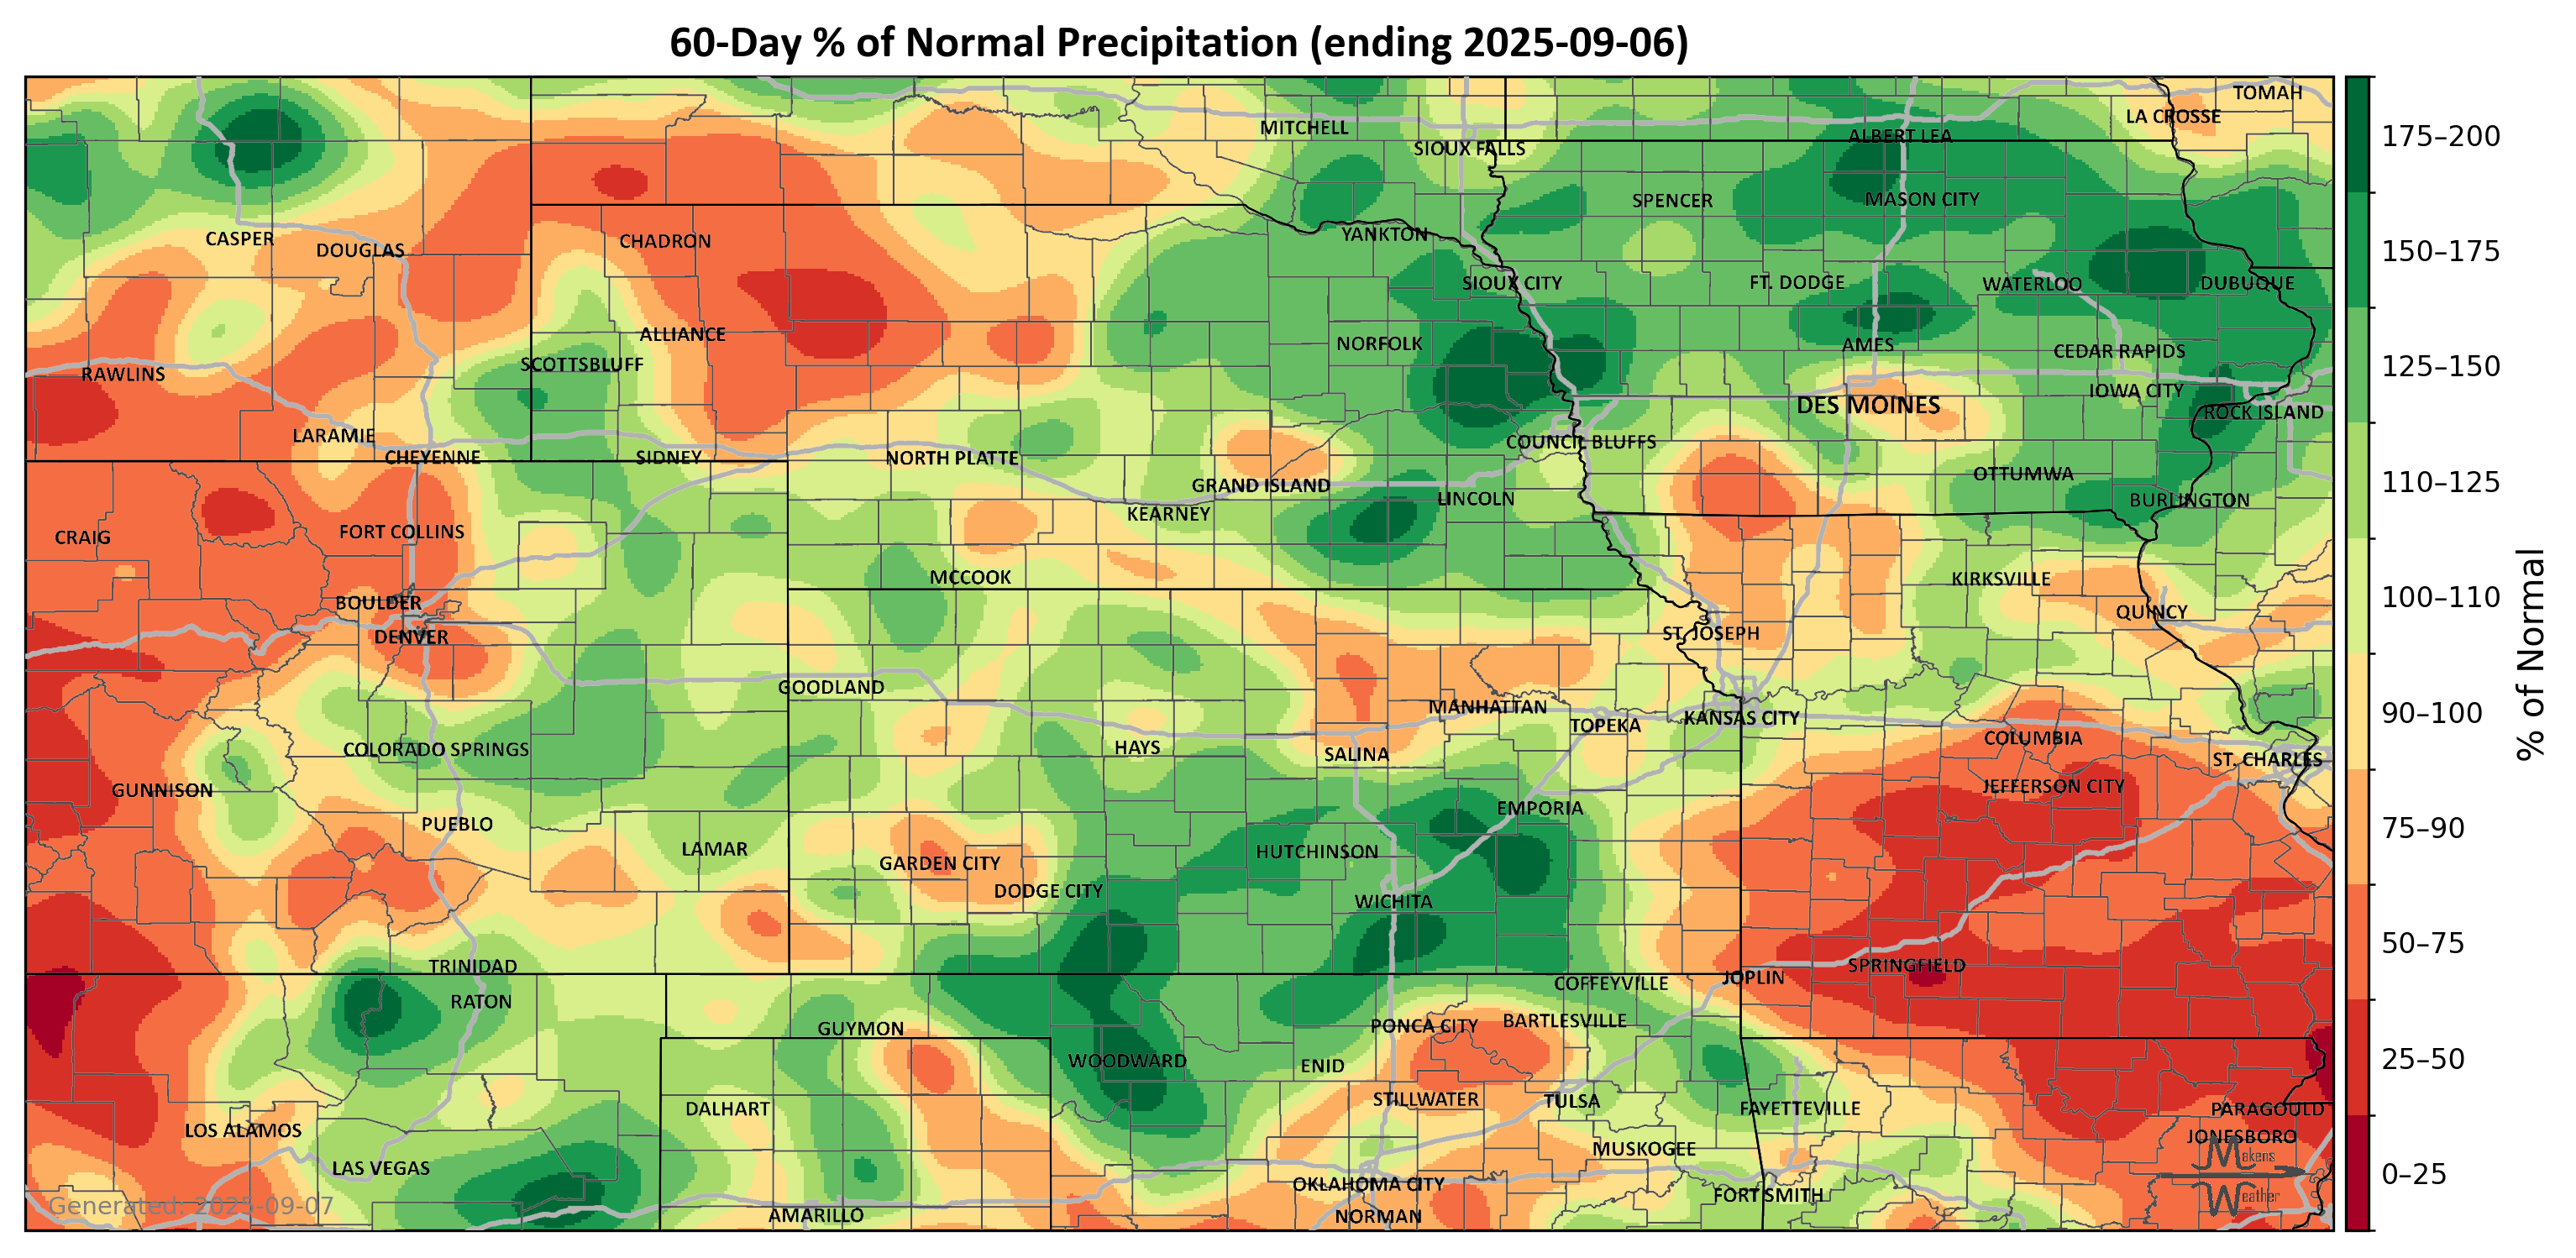 60-Day % of Normal Precipitation (ending 2025-09-06)
TOMAH
LA CROSSE
MITCHELL
ALBERT LEA
SIOUX FALLS
SPENCER
MASON CITY
CASPER
DOUGLAS
CHADRON
YANKTON
SIOUX CITY
FT. DODGE
WATERLOO
DUBUQUE
ALLIANCE
NORFOLK
AMES
CEDAR RAPIDS
SCOTTSBLUFF
RAWLINS
IOWA CITY
DES MOINES
ROCK ISLAND
LARAMIE
COUNCIL BLUFFS
CHEYENNE
SIDNEY
NORTH PLATTE
OTTUMWA
GRAND ISLAND
LINCOLN
BURLINGTON
KEARNEY
CRAIG
FORT COLLINS
MCCOOK
KIRKSVILLE
BOULDER
QUINCY
DENVER
ST. JOSEPH
GOODLAND
MANHATTAN
TOPEKA
KANSAS CITY
COLUMBIA
COLORADO SPRINGS
HAYS
SALINA
ST. CHARLES
GUNNISON
JEFFERSON CITY
EMPORIA
PUEBLO
LAMAR
HUTCHINSON
GARDEN CITY
DODGE CITY
WICHITA
TRINIDAD
SPRINGFIELD
JOPLIN
COFFEYVILLE
RATON
GUYMON
PONCA CITY
BARTLESVILLE
WOODWARD
ENID
STILLWATER
TULSA
DALHART
FAYETTEVILLE
PARAGOULD
LOS ALAMOS
JONESBORO
MUSKOGEE
LAS VEGAS
OKLAHOMA CITY
FORT SMITH
AMARILLO
NORMAN
Makens
Weather
Generated: 2025-09-07
175–200
150–175
125–150
110–125
100–110
90–100
75–90
50–75
25–50
0–25
% of Normal